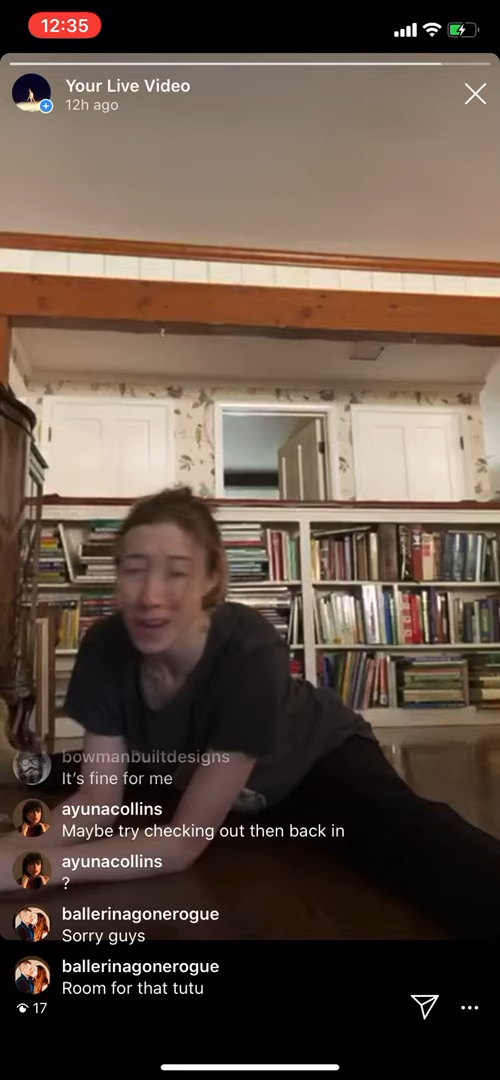 12:35
Your Live Video
12h ago
bowmanbuiltdesigns
It's fine for me
ayunacollins
Maybe try checking out then back in
ayunacollins
?
ballerinagonerogue
Sorry guys
ballerinagonerogue
Room for that tutu
17